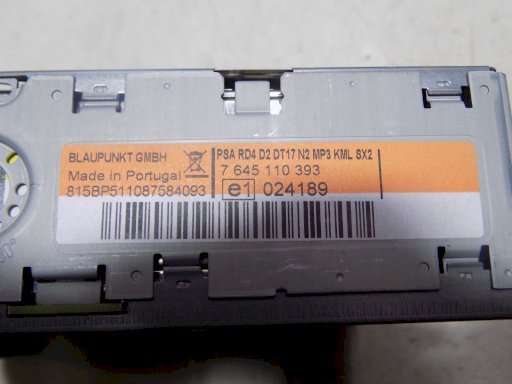 BLAUPUNKT GMBH
Made in Portugal
815BP511087584093
PSA RD4 D2 DT17 N2 MP3 KML SX2
7 645 110 393
e1 024189